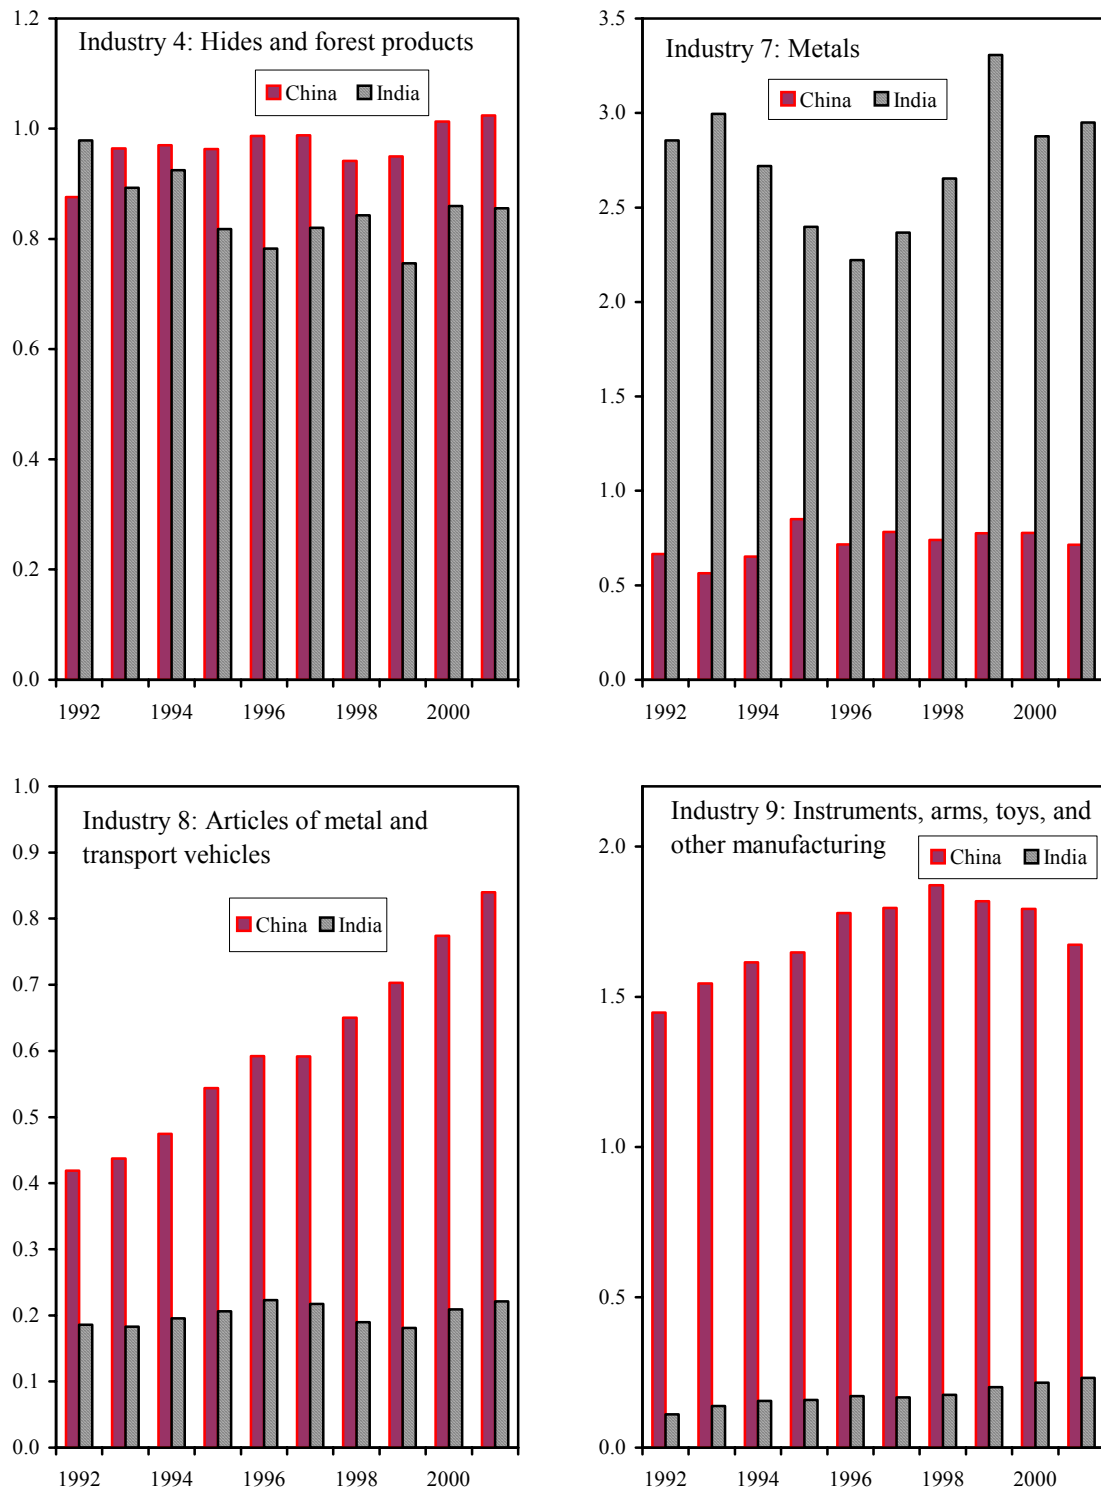 Industry 4: Hides and forest products
China India
1.2
1.0
0.8
0.6
0.4
0.2
0.0
1992 1994 1996 1998 2000
Industry 7: Metals
China India
3.5
3.0
2.5
2.0
1.5
1.0
0.5
0.0
1992 1994 1996 1998 2000
Industry 8: Articles of metal and
transport vehicles
China India
1.0
0.9
0.8
0.7
0.6
0.5
0.4
0.3
0.2
0.1
0.0
1992 1994 1996 1998 2000
Industry 9: Instruments, arms, toys, and
other manufacturing
China India
2.0
1.5
1.0
0.5
0.0
1992 1994 1996 1998 2000